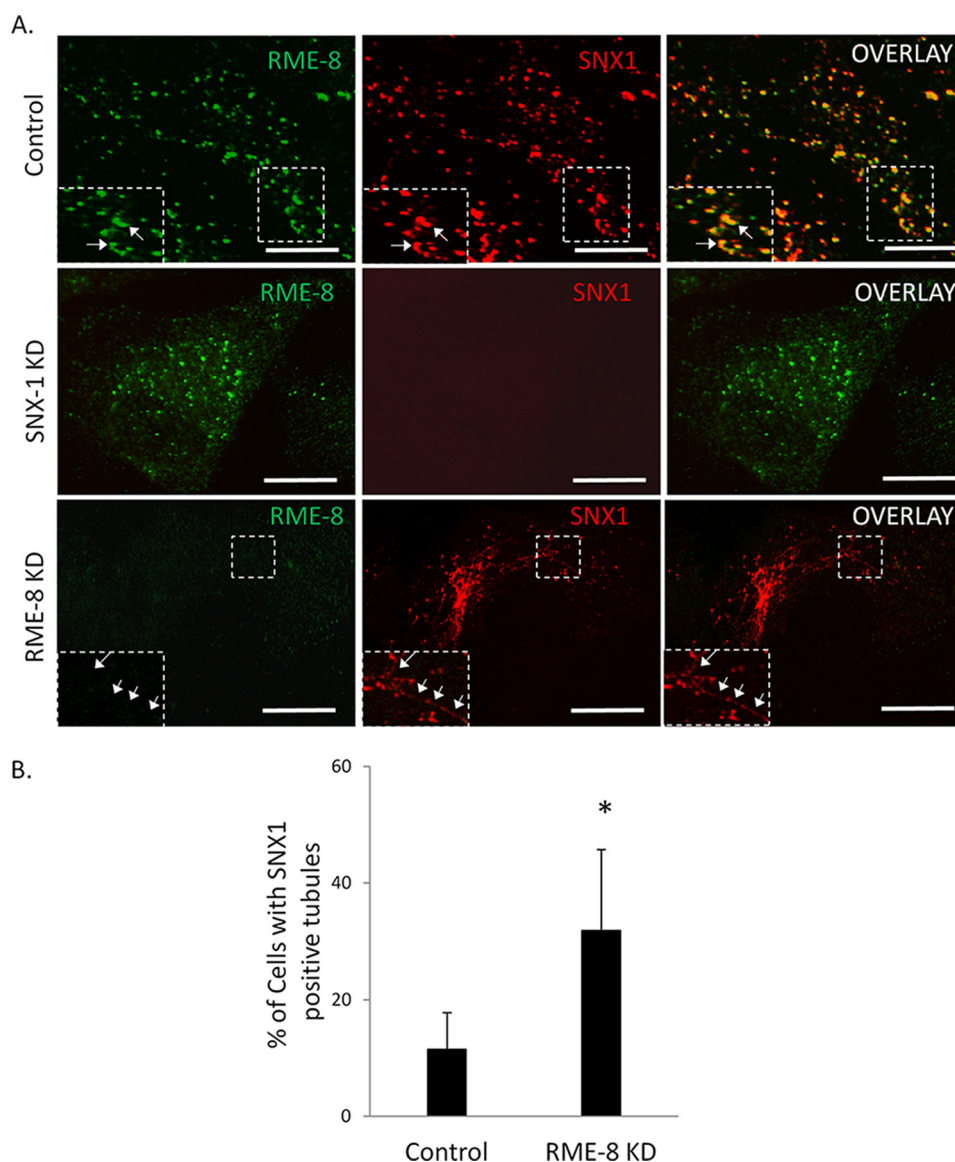 A.
RME-8 SNX1 OVERLAY
Control
RME-8 SNX1 OVERLAY
SNX-1 KD
RME-8 SNX1 OVERLAY
RME-8 KD
B.
60
40
20
0
% of Cells with SNX1
positive tubules
*
Control RME-8 KD